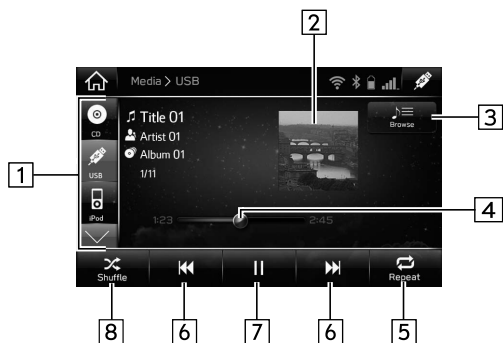 2
Media > USB
1
CD
USB
iPod
Title 01
Artist 01
Album 01
1/11
Browse
3
1:23
2:45
4
Shuffle
Repeat
8
6
7
6
5